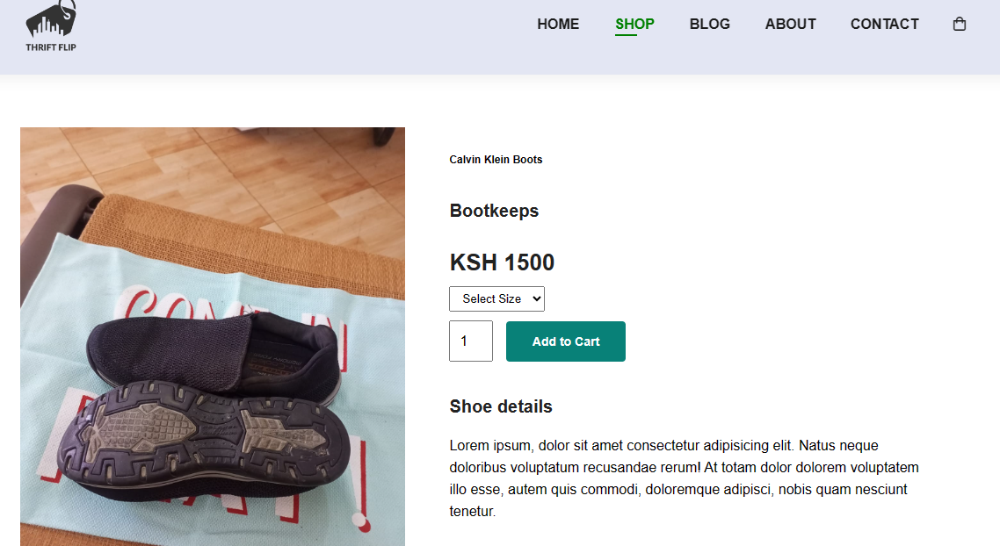 THRIFT FLIP
HOME SHOP BLOG ABOUT CONTACT
Calvin Klein Boots
Bootkeeps
KSH 1500
Select Size
1 Add to Cart
COME IN
Shoe details
Lorem ipsum, dolor sit amet consectetur adipisicing elit. Natus neque
doloribus voluptatum recusandae rerum! At totam dolor dolorem voluptatem
illo esse, autem quis commodi, doloremque adipisci, nobis quam nesciunt
tenetur.